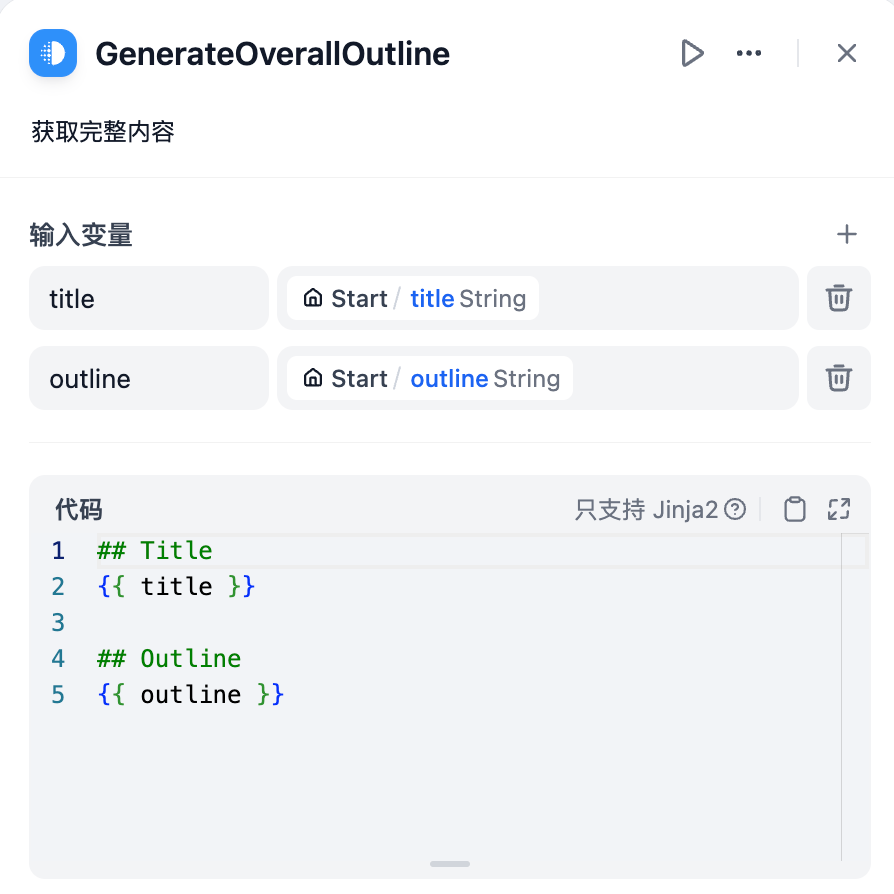 GenerateOverallOutline
获取完整内容
输入变量
title Start / title String
outline Start / outline String
代码 只支持 Jinja2
1 ## Title
2 {{ title }}
3
4 ## Outline
5 {{ outline }}